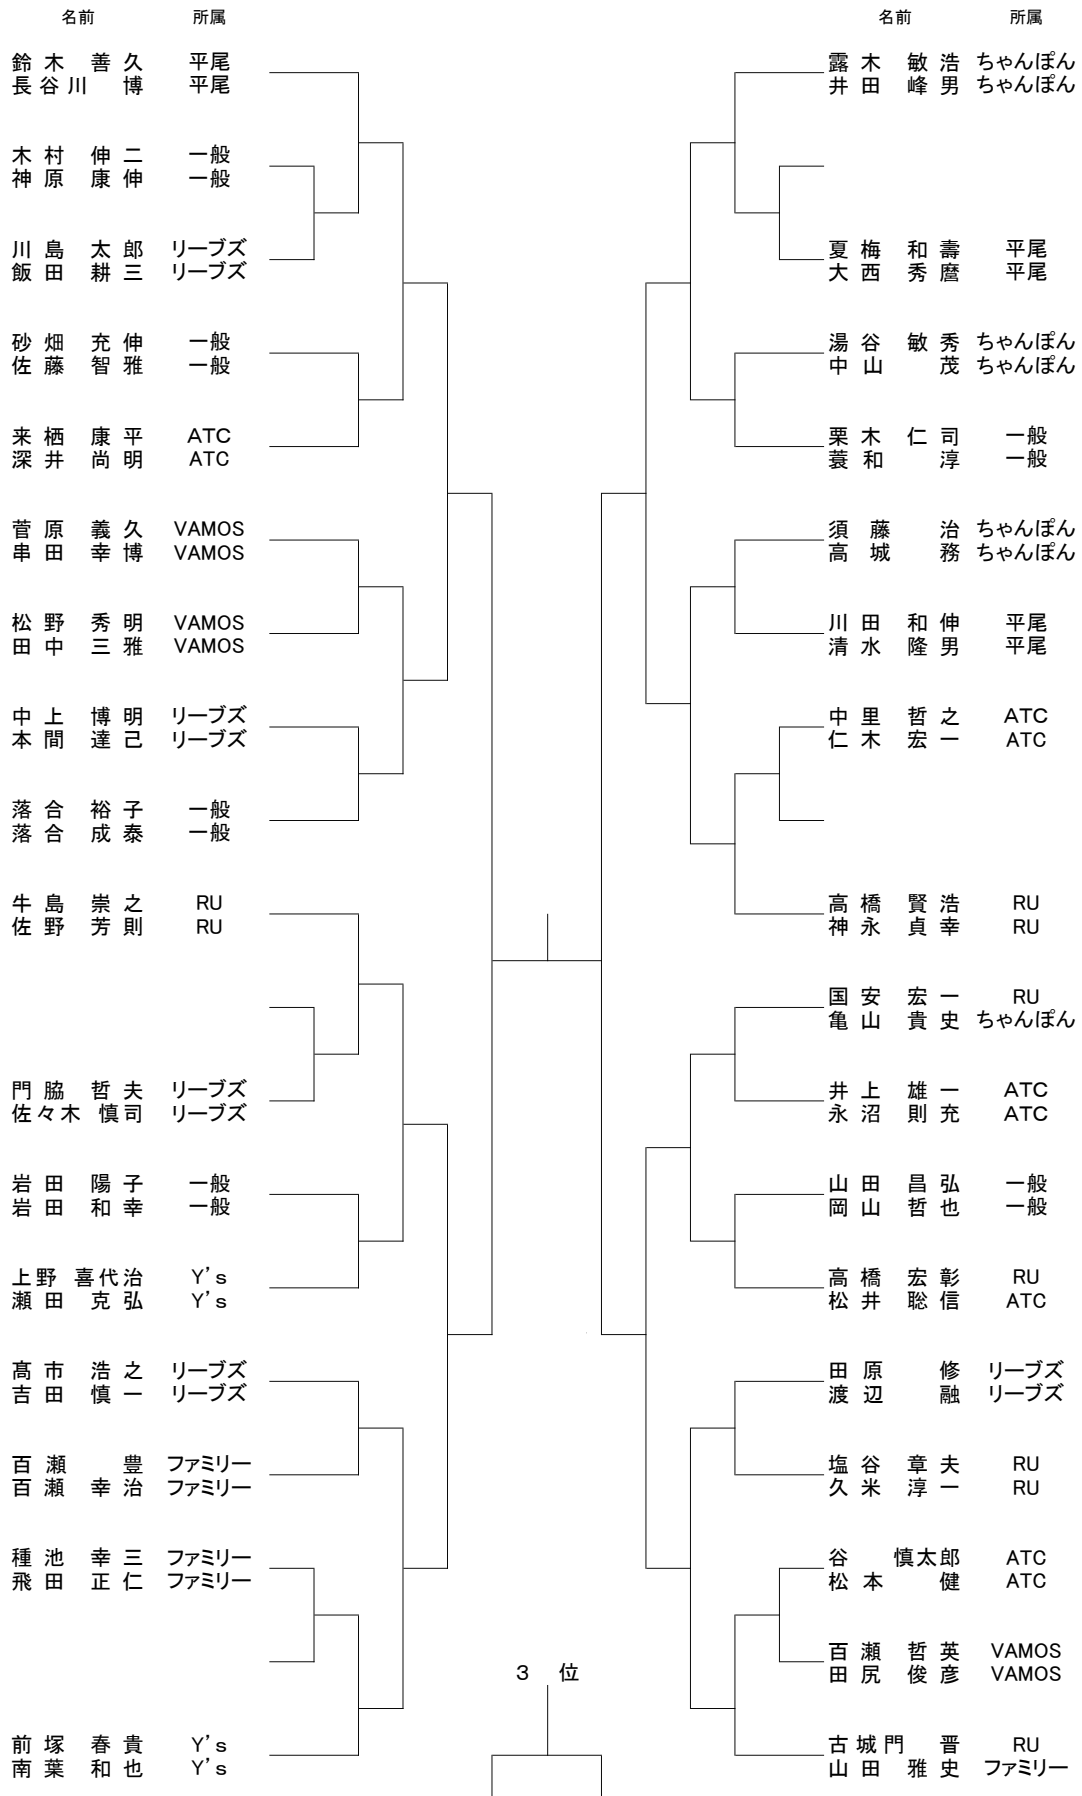 名前 所属
鈴木 善久 平尾
長谷川 博 平尾
木村 伸二 一般
神原 康伸 一般
川島 太郎 リーブズ
飯田 耕三 リーブズ
砂畑 充伸 一般
佐藤 智雅 一般
来栖 康平 ATC
深井 尚明 ATC
菅原 義久 VAMOS
串田 幸博 VAMOS
松野 秀明 VAMOS
田中 三雅 VAMOS
中上 博明 リーブズ
本間 達己 リーブズ
落合 裕子 一般
落合 成泰 一般
牛島 崇之 RU
佐野 芳則 RU
門脇 哲夫 リーブズ
佐々木 慎司 リーブズ
岩田 陽子 一般
岩田 和幸 一般
上野 喜代治 Y's
瀬田 克弘 Y's
髙市 浩之 リーブズ
吉田 慎一 リーブズ
百瀬 豊 ファミリー
百瀬 幸治 ファミリー
種池 幸三 ファミリー
飛田 正仁 ファミリー
前塚 春貴 Y's
南葉 和也 Y's
3 位
名前 所属
露木 敏浩 ちゃんぽん
井田 峰男 ちゃんぽん
夏梅 和壽 平尾
大西 秀麿 平尾
湯谷 敏秀 ちゃんぽん
中山 茂 ちゃんぽん
栗木 仁司 一般
蓑和 淳 一般
須藤 治 ちゃんぽん
高城 務 ちゃんぽん
川田 和伸 平尾
清水 隆男 平尾
中里 哲之 ATC
仁木 宏一 ATC
高橋 賢浩 RU
神永 貞幸 RU
国安 宏一 RU
亀山 貴史 ちゃんぽん
井上 雄一 ATC
永沼 則充 ATC
山田 昌弘 一般
岡山 哲也 一般
高橋 宏彰 RU
松井 聡信 ATC
田原 修 リーブズ
渡辺 融 リーブズ
塩谷 章夫 RU
久米 淳一 RU
谷 慎太郎 ATC
松本 健 ATC
百瀬 哲英 VAMOS
田尻 俊彦 VAMOS
古城門 晋 RU
山田 雅史 ファミリー